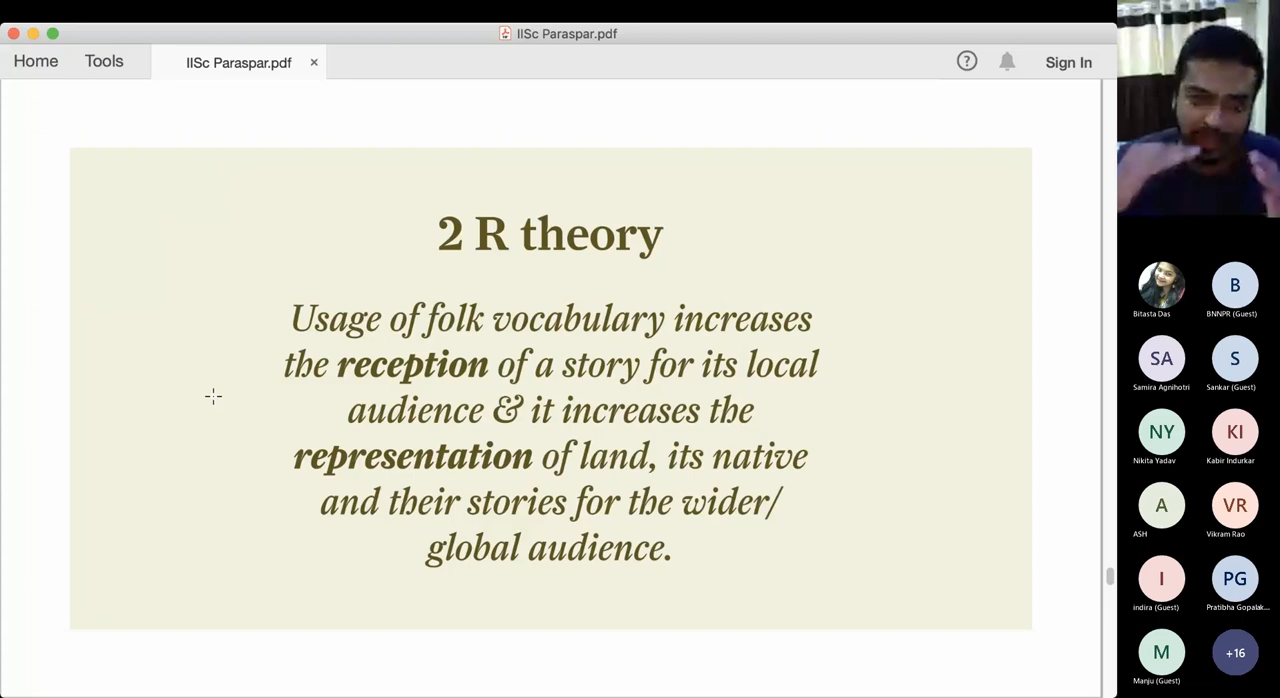 IISc Paraspar.pdf
Home
Tools
IISc Paraspar.pdf
×
?
Sign In
2 R theory
Usage of folk vocabulary increases
the reception of a story for its local
audience & it increases the
representation of land, its native
and their stories for the wider/
global audience.
Bitasta Das
B
BNNPR (Guest)
SA
Samira Agnihotri
S
Sankar (Guest)
NY
Nikita Yadav
KI
Kabir Indurkar
A
ASH
VR
Vikram Rao
I
indira (Guest)
PG
Pratibha Gopalak...
M
Manju (Guest)
+16